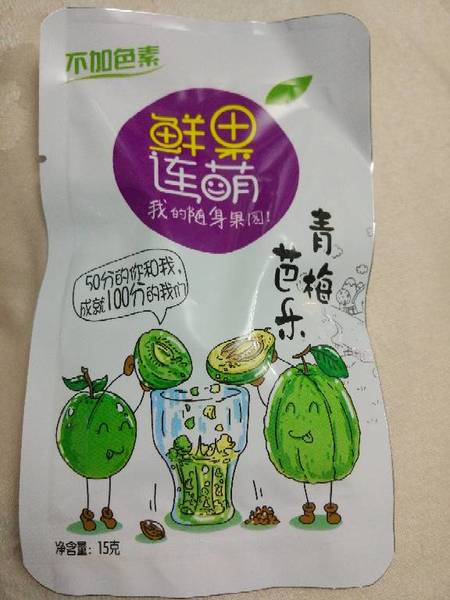 不加色素
鲜果
连萌
我的随身果园!
青梅
芭乐
50分的你和我,
成就100分的我们
净含量: 15克